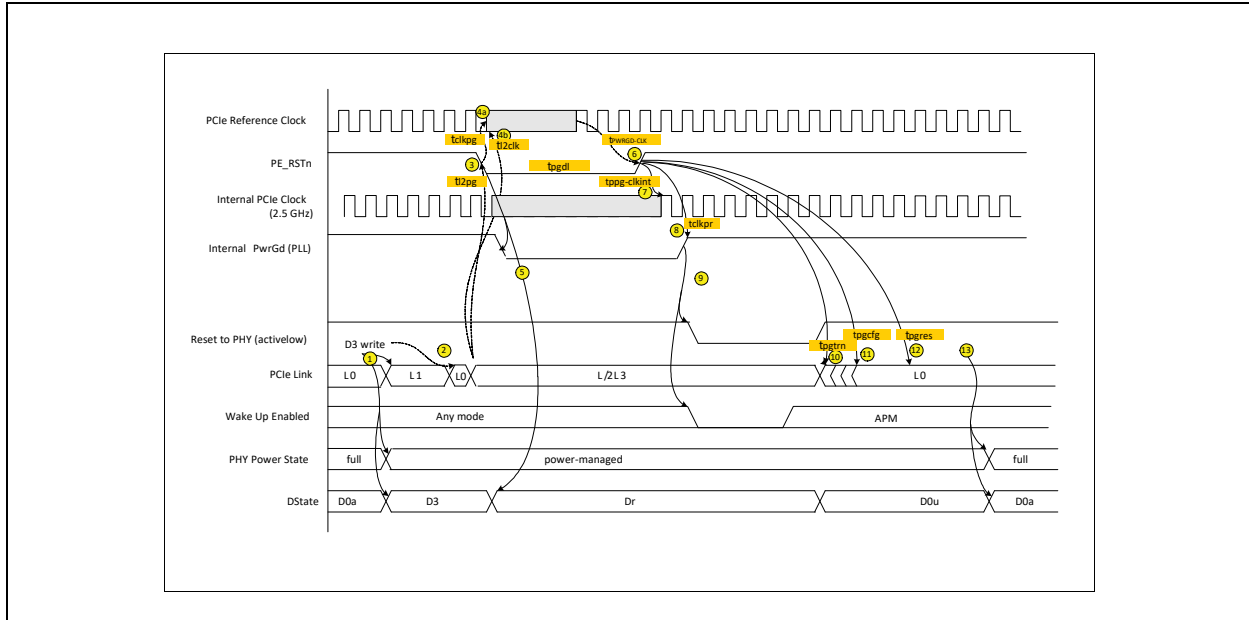 4a
PCIe Reference Clock
4b
tclkpg
tl2clk
tPWRGD-CLK
6
PE_RSTn
3
tpgdl
tl2pg
tppg-clkint
7
Internal PCIe Clock
(2.5 GHz)
tclkpr
8
Internal PwrGd (PLL)
5
9
Reset to PHY (activelow)
D3 write
2
tpgcfg
tpgres
tpgtrn
1
10
11
12
13
PCIe Link
L0
L1
L0
L/2L3
L0
Wake Up Enabled
Any mode
APM
PHY Power State
full
power-managed
full
DState
D0a
D3
Dr
D0u
D0a